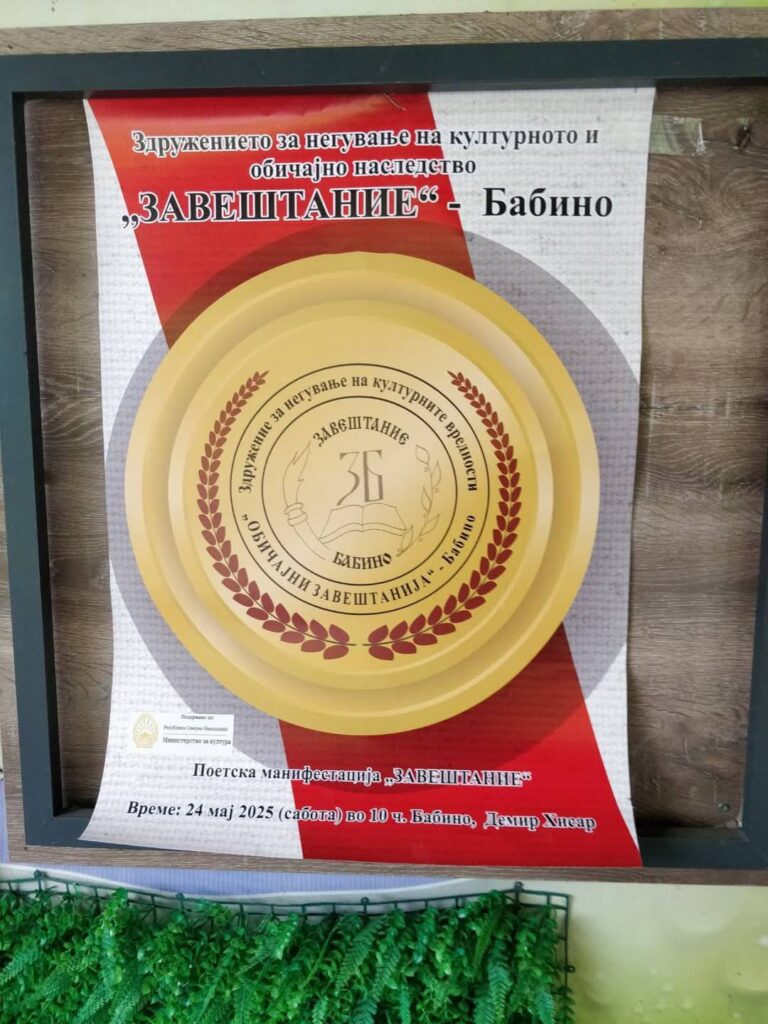 Здружението за негување на културното и
обичајно наследство
„ЗАВЕШТАНИЕ“ - Бабино
Здружение за негување на културните вредности
ЗАВЕШТАНИЕ
ЗБ
БАБИНО
„ОБИЧАЈНИ ЗАВЕШТАНИЈА“ - Бабино
Поддржано од:
Република Северна Македонија
Министерство за култура
Поетска манифестација „ЗАВЕШТАНИЕ“
Време: 24 мај 2025 (сабота) во 10 ч. Бабино, Демир Хисар